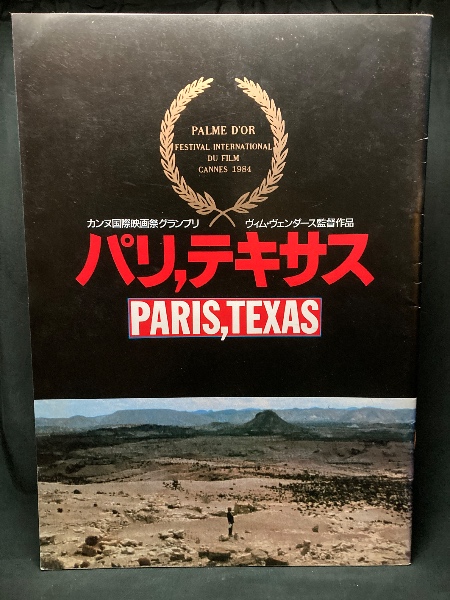 PALME D'OR
FESTIVAL INTERNATIONAL
DU FILM
CANNES 1984
カンヌ国際映画祭グランプリ ヴィム・ヴェンダース監督作品
パリ,テキサス
PARIS,TEXAS